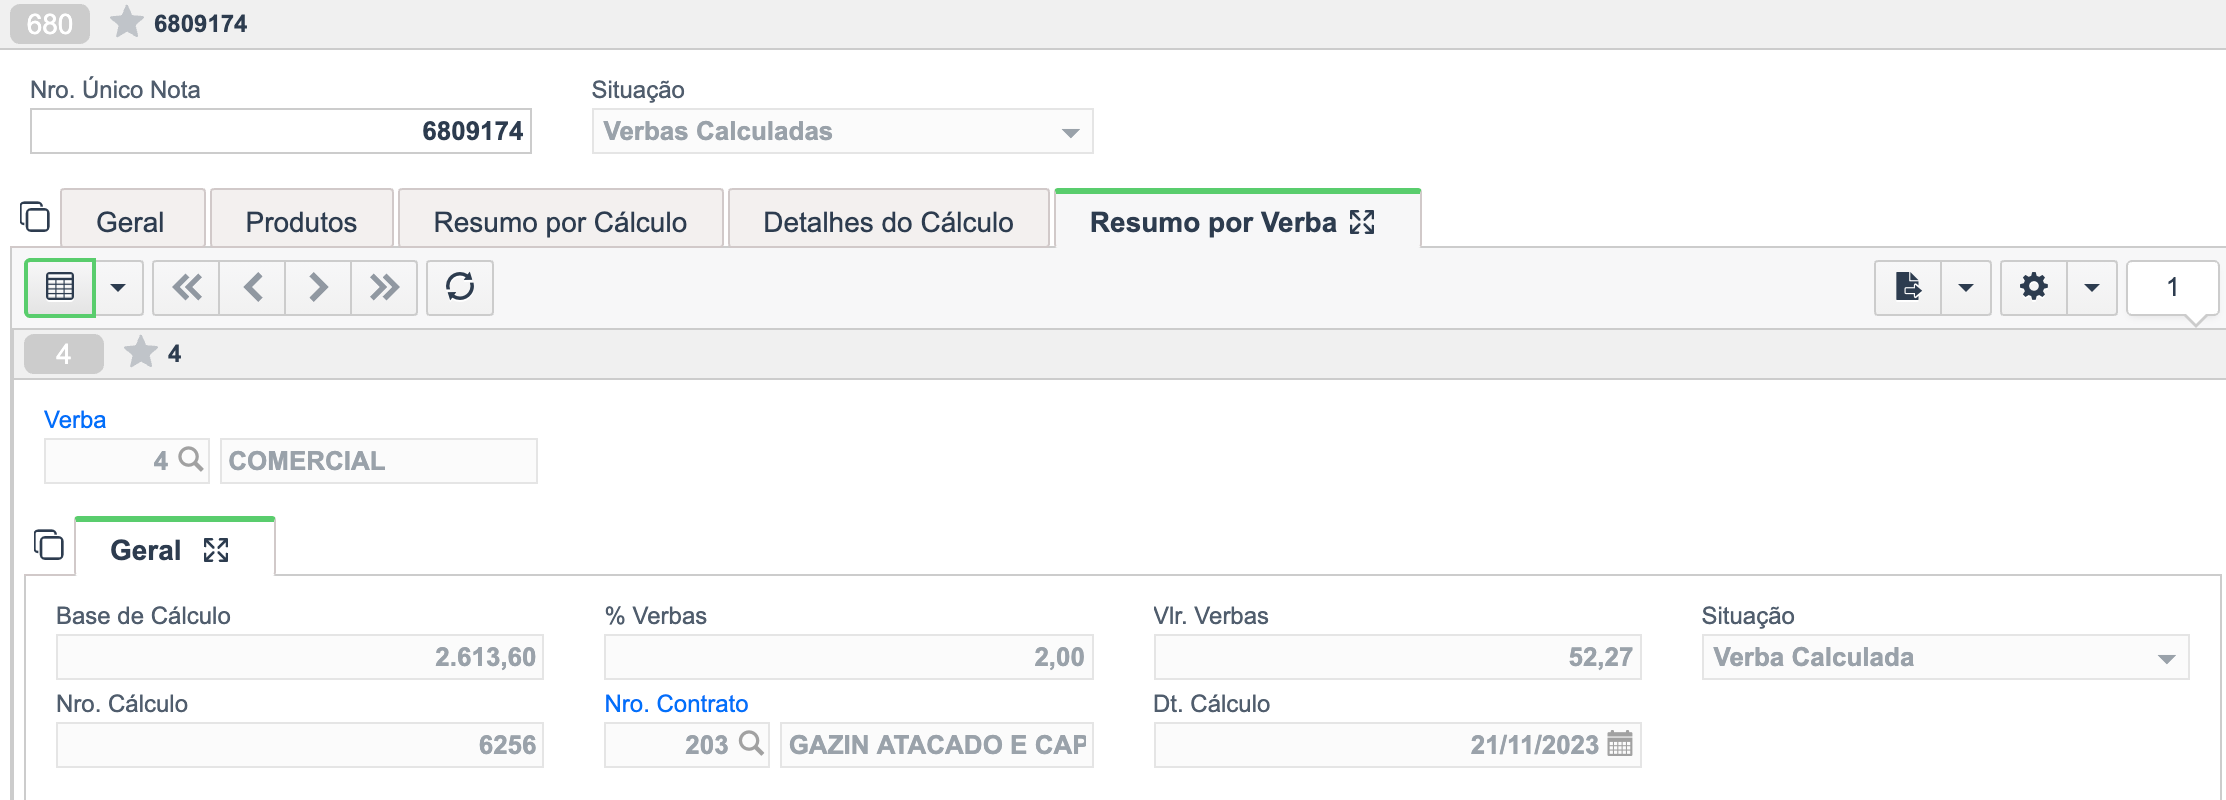 680 6809174
Nro. Único Nota Situação
6809174 Verbas Calculadas
Geral Produtos Resumo por Cálculo Detalhes do Cálculo Resumo por Verba
1
4 4
Verba
4 COMERCIAL
Geral
Base de Cálculo % Verbas Vlr. Verbas Situação
2.613,60 2,00 52,27 Verba Calculada
Nro. Cálculo Nro. Contrato Dt. Cálculo
6256 203 GAZIN ATACADO E CAP 21/11/2023